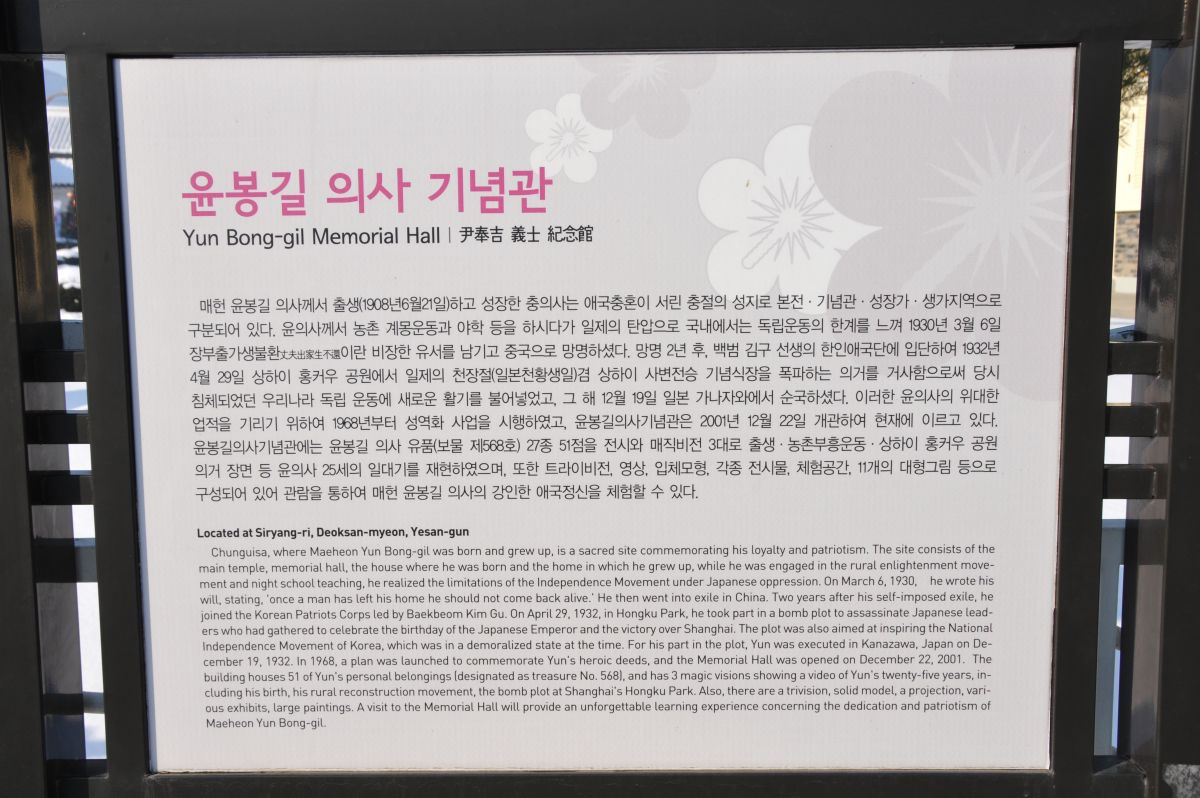 윤봉길 의사 기념관
Yun Bong-gil Memorial Hall | 尹奉吉 義士 紀念館
매헌 윤봉길 의사께서 출생(1908년6월21일)하고 성장한 충의사는 애국충혼이 서린 충절의 성지로 본전 · 기념관 · 성장가 · 생가지역으로
구분되어 있다. 윤의사께서 농촌 계몽운동과 야학 등을 하시다가 일제의 탄압으로 국내에서는 독립운동의 한계를 느껴 1930년 3월 6일
장부출가생불환丈夫出家生不還이란 비장한 유서를 남기고 중국으로 망명하셨다. 망명 2년 후, 백범 김구 선생의 한인애국단에 입단하여 1932년
4월 29일 상하이 홍커우 공원에서 일제의 천장절(일본천황생일)겸 상하이 사변전승 기념식장을 폭파하는 의거를 거사함으로써 당시
침체되었던 우리나라 독립 운동에 새로운 활기를 불어넣었고, 그 해 12월 19일 일본 가나자와에서 순국하셨다. 이러한 윤의사의 위대한
업적을 기리기 위하여 1968년부터 성역화 사업을 시행하였고, 윤봉길의사기념관은 2001년 12월 22일 개관하여 현재에 이르고 있다.
윤봉길의사기념관에는 윤봉길 의사 유품(보물 제568호) 27종 51점을 전시와 매직비전 3대로 출생 · 농촌부흥운동 · 상하이 홍커우 공원
의거 장면 등 윤의사 25세의 일대기를 재현하였으며, 또한 트라이비전, 영상, 입체모형, 각종 전시물, 체험공간, 11개의 대형그림 등으로
구성되어 있어 관람을 통하여 매헌 윤봉길 의사의 강인한 애국정신을 체험할 수 있다.
Located at Siryang-ri, Deoksan-myeon, Yesan-gun
Chunguisa, where Maeheon Yun Bong-gil was born and grew up, is a sacred site commemorating his loyalty and patriotism. The site consists of the
main temple, memorial hall, the house where he was born and the home in which he grew up, while he was engaged in the rural enlightenment move-
ment and night school teaching, he realized the limitations of the Independence Movement under Japanese oppression. On March 6, 1930, he wrote his
will, stating, 'once a man has left his home he should not come back alive.' He then went into exile in China. Two years after his self-imposed exile, he
joined the Korean Patriots Corps led by Baekbeom Kim Gu. On April 29, 1932, in Hongku Park, he took part in a bomb plot to assassinate Japanese lead-
ers who had gathered to celebrate the birthday of the Japanese Emperor and the victory over Shanghai. The plot was also aimed at inspiring the National
Independence Movement of Korea, which was in a demoralized state at the time. For his part in the plot, Yun was executed in Kanazawa, Japan on De-
cember 19, 1932. In 1968, a plan was launched to commemorate Yun's heroic deeds, and the Memorial Hall was opened on December 22, 2001. The
building houses 51 of Yun's personal belongings (designated as treasure No. 568), and has 3 magic visions showing a video of Yun's twenty-five years, in-
cluding his birth, his rural reconstruction movement, the bomb plot at Shanghai's Hongku Park. Also, there are a trivision, solid model, a projection, vari-
ous exhibits, large paintings. A visit to the Memorial Hall will provide an unforgettable learning experience concerning the dedication and patriotism of
Maeheon Yun Bong-gil.